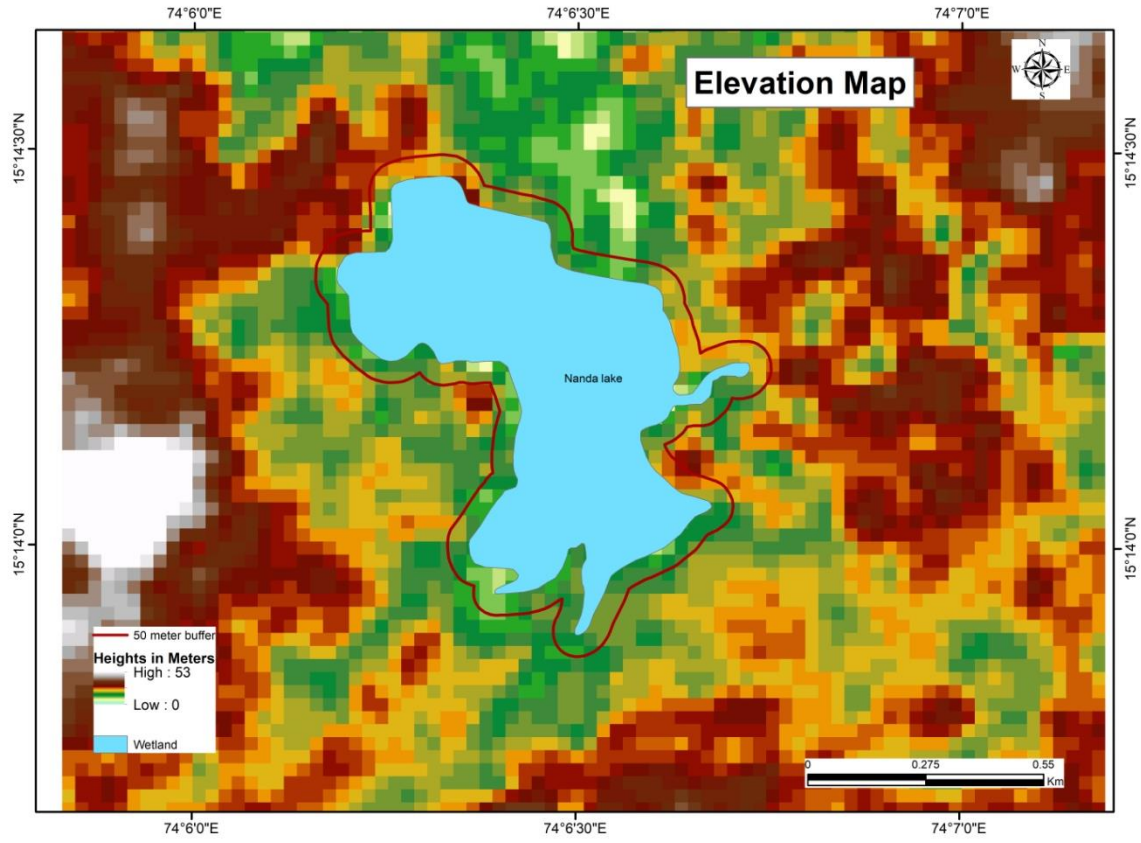 74°6'0"E 74°6'30"E 74°7'0"E
Elevation Map
N
W E
S
15°14'30"N 15°14'30"N
Nanda lake
15°14'0"N 15°14'0"N
50 meter buffer
Heights in Meters
High : 53
Low : 0
Wetland
0 0.275 0.55
Km
74°6'0"E 74°6'30"E 74°7'0"E